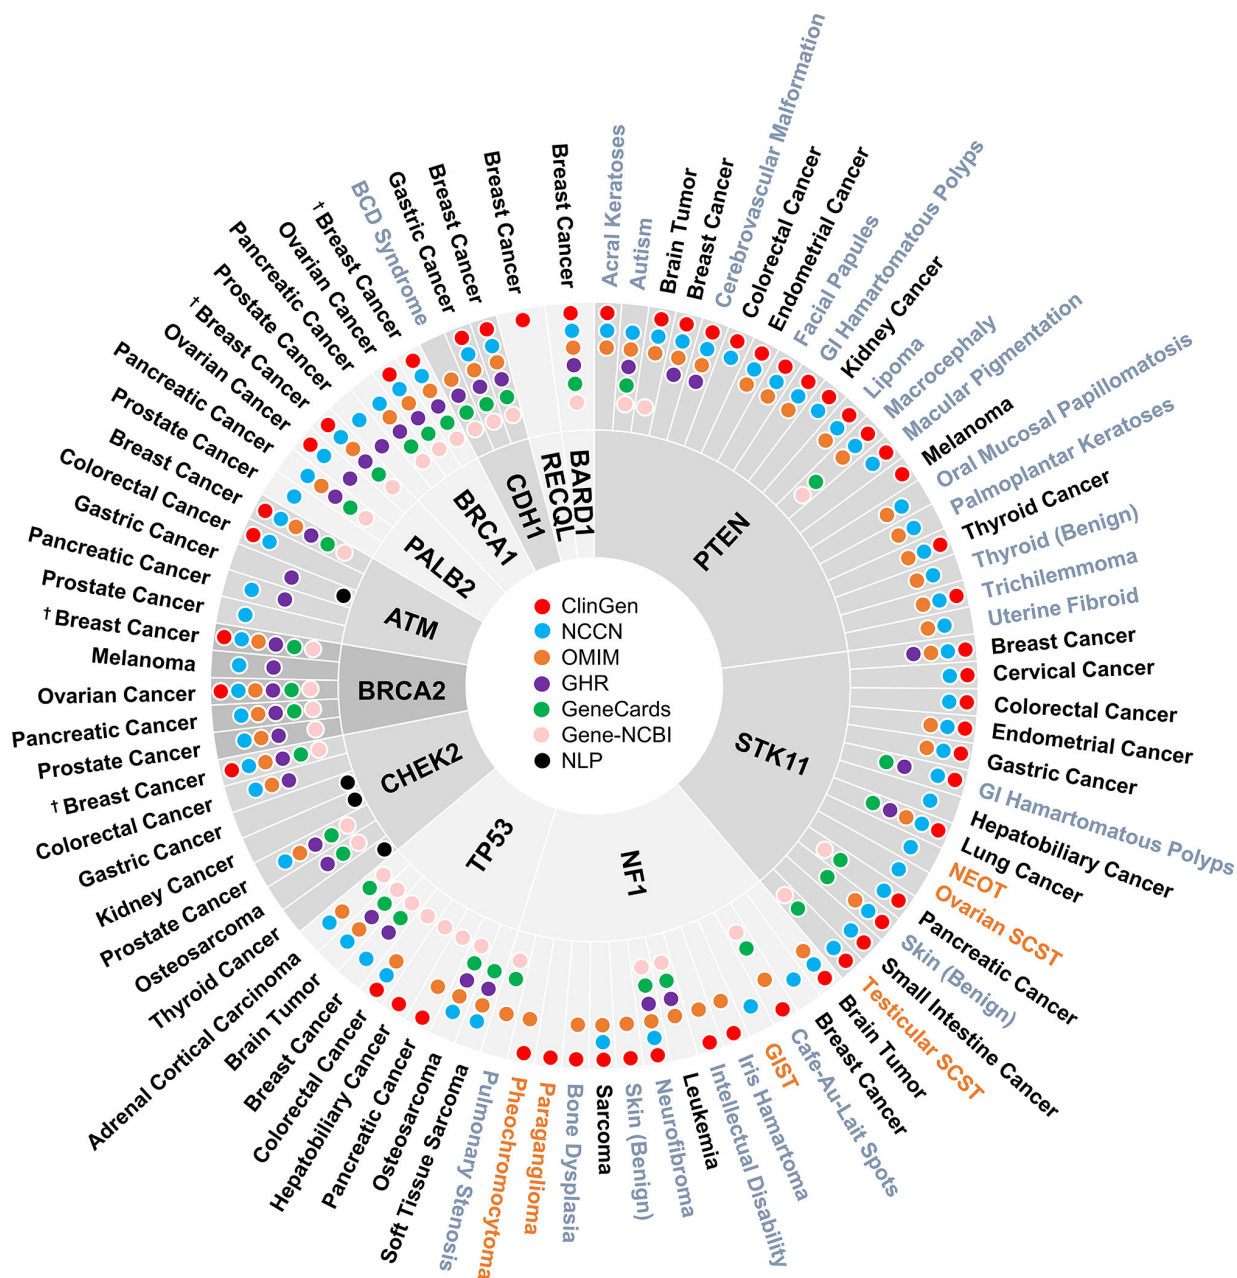 Acral Keratoses
Autism
Brain Tumor
Breast Cancer
Cerebrovascular Malformation
Colorectal Cancer
Endometrial Cancer
Facial Papules
GI Hamartomatous Polyps
Kidney Cancer
Lipoma
Macrocephaly
Macular Pigmentation
Melanoma
Oral Mucosal Papillomatosis
Palmoplantar Keratoses
Thyroid Cancer
Thyroid (Benign)
Trichilemmoma
Uterine Fibroid
Breast Cancer
Cervical Cancer
Colorectal Cancer
Endometrial Cancer
Gastric Cancer
GI Hamartomatous Polyps
Hepatobiliary Cancer
Lung Cancer
NEOT
Ovarian SCST
Pancreatic Cancer
Skin (Benign)
Small Intestine Cancer
Testicular SCST
Brain Tumor
Breast Cancer
Cafe-Au-Lait Spots
GIST
Iris Hamartoma
Intellectual Disability
Leukemia
Neurofibroma
Skin (Benign)
Sarcoma
Bone Dysplasia
Paraganglioma
Pheochromocytoma
Pulmonary Stenosis
Soft Tissue Sarcoma
Osteosarcoma
Pancreatic Cancer
Hepatobiliary Cancer
Colorectal Cancer
Breast Cancer
Brain Tumor
Adrenal Cortical Carcinoma
Thyroid Cancer
Osteosarcoma
Prostate Cancer
Kidney Cancer
Gastric Cancer
Colorectal Cancer
† Breast Cancer
Prostate Cancer
Pancreatic Cancer
Ovarian Cancer
Melanoma
† Breast Cancer
Prostate Cancer
Pancreatic Cancer
Gastric Cancer
Colorectal Cancer
Breast Cancer
Prostate Cancer
Pancreatic Cancer
Ovarian Cancer
† Breast Cancer
Prostate Cancer
Pancreatic Cancer
Ovarian Cancer
† Breast Cancer
BCD Syndrome
Gastric Cancer
Breast Cancer
Breast Cancer
Breast Cancer
PTEN
STK11
NF1
TP53
CHEK2
BRCA2
ATM
PALB2
BRCA1
CDH1
RECQL
BARD1
ClinGen
NCCN
OMIM
GHR
GeneCards
Gene-NCBI
NLP